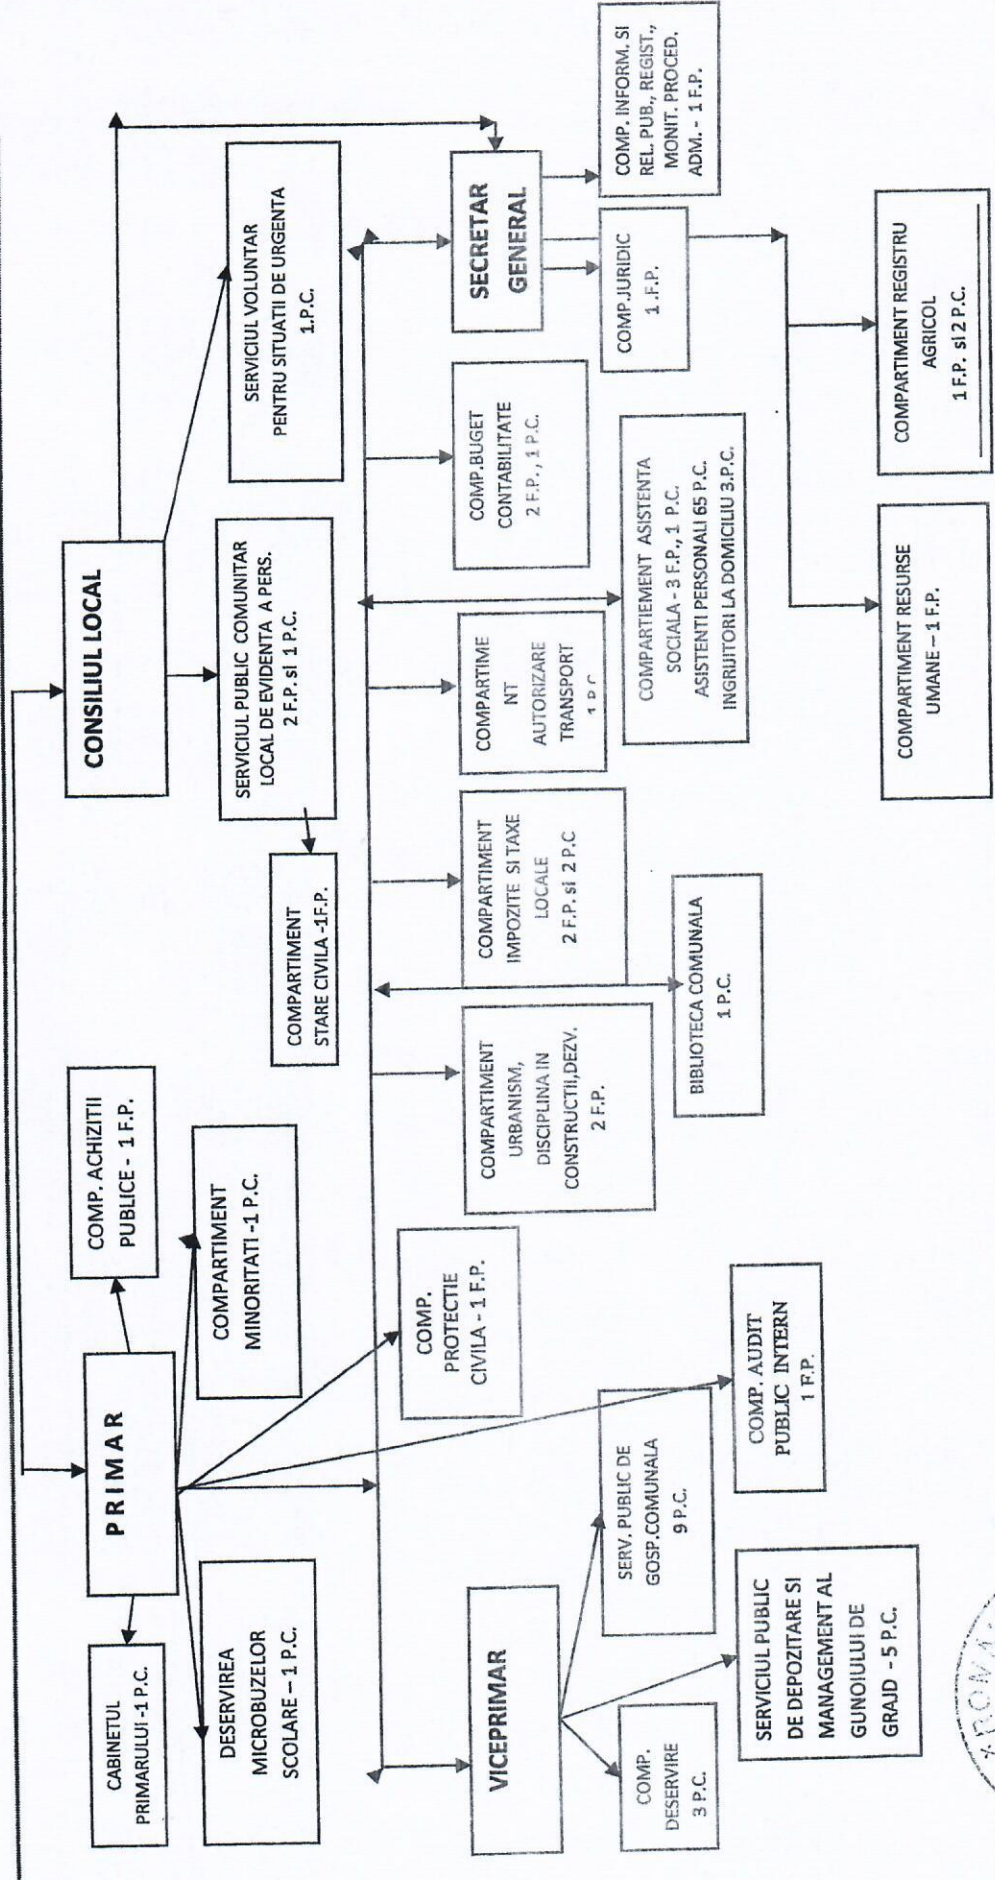 CONSILIUL LOCAL
PRIMAR
CABINETUL
PRIMARULUI -1 P.C.
COMP. ACHIZITII
PUBLICE - 1 F.P.
DESERVIREA
MICROBUZELOR
SCOLARE – 1 P.C.
COMPARTIMENT
MINORITATI -1 P.C.
SERVICIUL PUBLIC COMUNITAR
LOCAL DE EVIDENTA A PERS.
2 F.P. si 1 P.C.
SERVICIUL VOLUNTAR
PENTRU SITUATII DE URGENTA
1.P.C.
COMPARTIMENT
STARE CIVILA -1F.P.
COMP.
PROTECTIE
CIVILA - 1 F.P.
VICEPRIMAR
COMPARTIMENT
URBANISM,
DISCIPLINA IN
CONSTRUCTII,DEZV.
2 F.P.
COMPARTIMENT
IMPOZITE SI TAXE
LOCALE
2 F.P. si 2 P.C
COMPARTIME
NT
AUTORIZARE
TRANSPORT
COMP.BUGET
CONTABILITATE
2 F.P., 1 P.C.
SECRETAR
GENERAL
COMP.
DESERVIRE
3 P.C.
SERV. PUBLIC DE
GOSP.COMUNALA
9 P.C.
COMPARTIEMENT ASISTENTA
SOCIALA - 3 F.P., 1 P.C.
ASISTENTI PERSONALI 65 P.C.
INGRIJITORI LA DOMICILIU 3.P.C.
COMP.JURIDIC
1 .F.P.
COMP. INFORM. SI
REL. PUB., REGIST.,
MONIT. PROCED.
ADM. - 1 F.P.
SERVICIUL PUBLIC
DE DEPOZITARE SI
MANAGEMENT AL
GUNOIULUI DE
GRAJD - 5 P.C.
COMP. AUDIT
PUBLIC INTERN
1 F.P.
BIBLIOTECA COMUNALA
1 P.C.
COMPARTIMENT RESURSE
UMANE – 1 F.P.
COMPARTIMENT REGISTRU
AGRICOL
1 F.P. si 2 P.C.